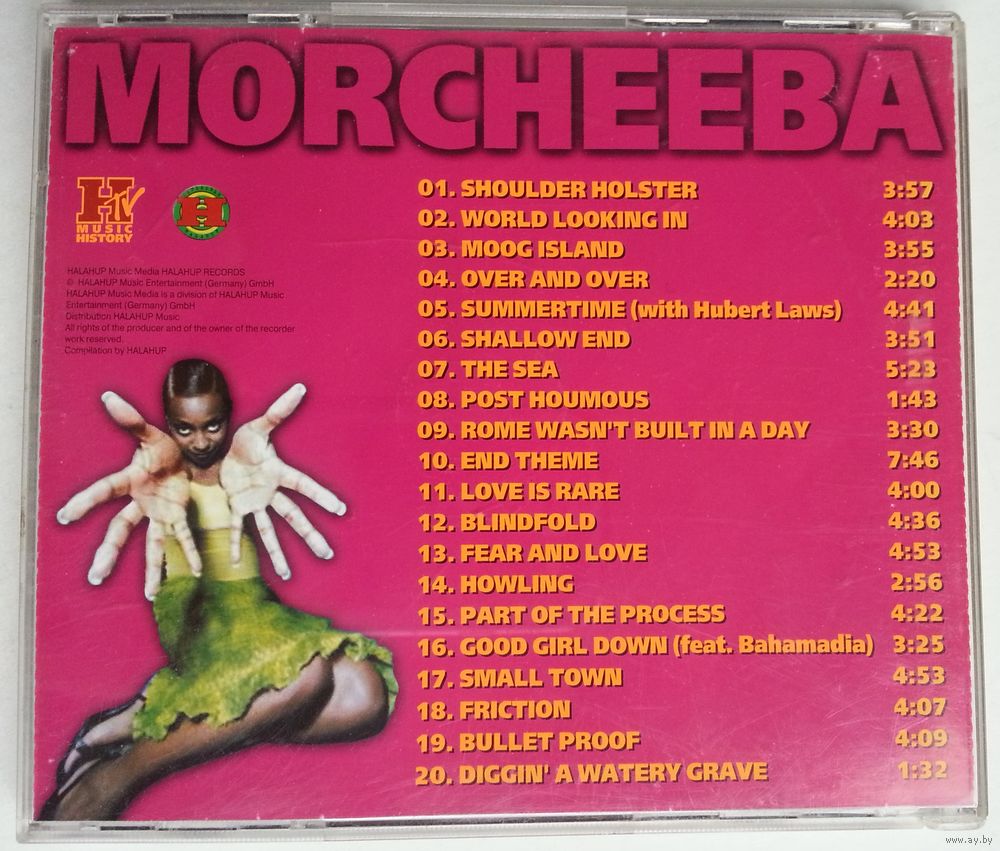 MORCHEEBA
HTV
MUSIC
HISTORY
HALAHUP Music Media HALAHUP RECORDS
© HALAHUP Music Entertainment (Germany) GmbH
HALAHUP Music Media is a division of HALAHUP Music
Entertainment (Germany) GmbH
Distribution HALAHUP Music
All rights of the producer and of the owner of the recorder
work reserved.
Compilation by HALAHUP
01. SHOULDER HOLSTER 3:57
02. WORLD LOOKING IN 4:03
03. MOOG ISLAND 3:55
04. OVER AND OVER 2:20
05. SUMMERTIME (with Hubert Laws) 4:41
06. SHALLOW END 3:51
07. THE SEA 5:23
08. POST HOUMOUS 1:43
09. ROME WASN'T BUILT IN A DAY 3:30
10. END THEME 7:46
11. LOVE IS RARE 4:00
12. BLINDFOLD 4:36
13. FEAR AND LOVE 4:53
14. HOWLING 2:56
15. PART OF THE PROCESS 4:22
16. GOOD GIRL DOWN (feat. Bahamadia) 3:25
17. SMALL TOWN 4:53
18. FRICTION 4:07
19. BULLET PROOF 4:09
20. DIGGIN' A WATERY GRAVE 1:32
www.ay.by